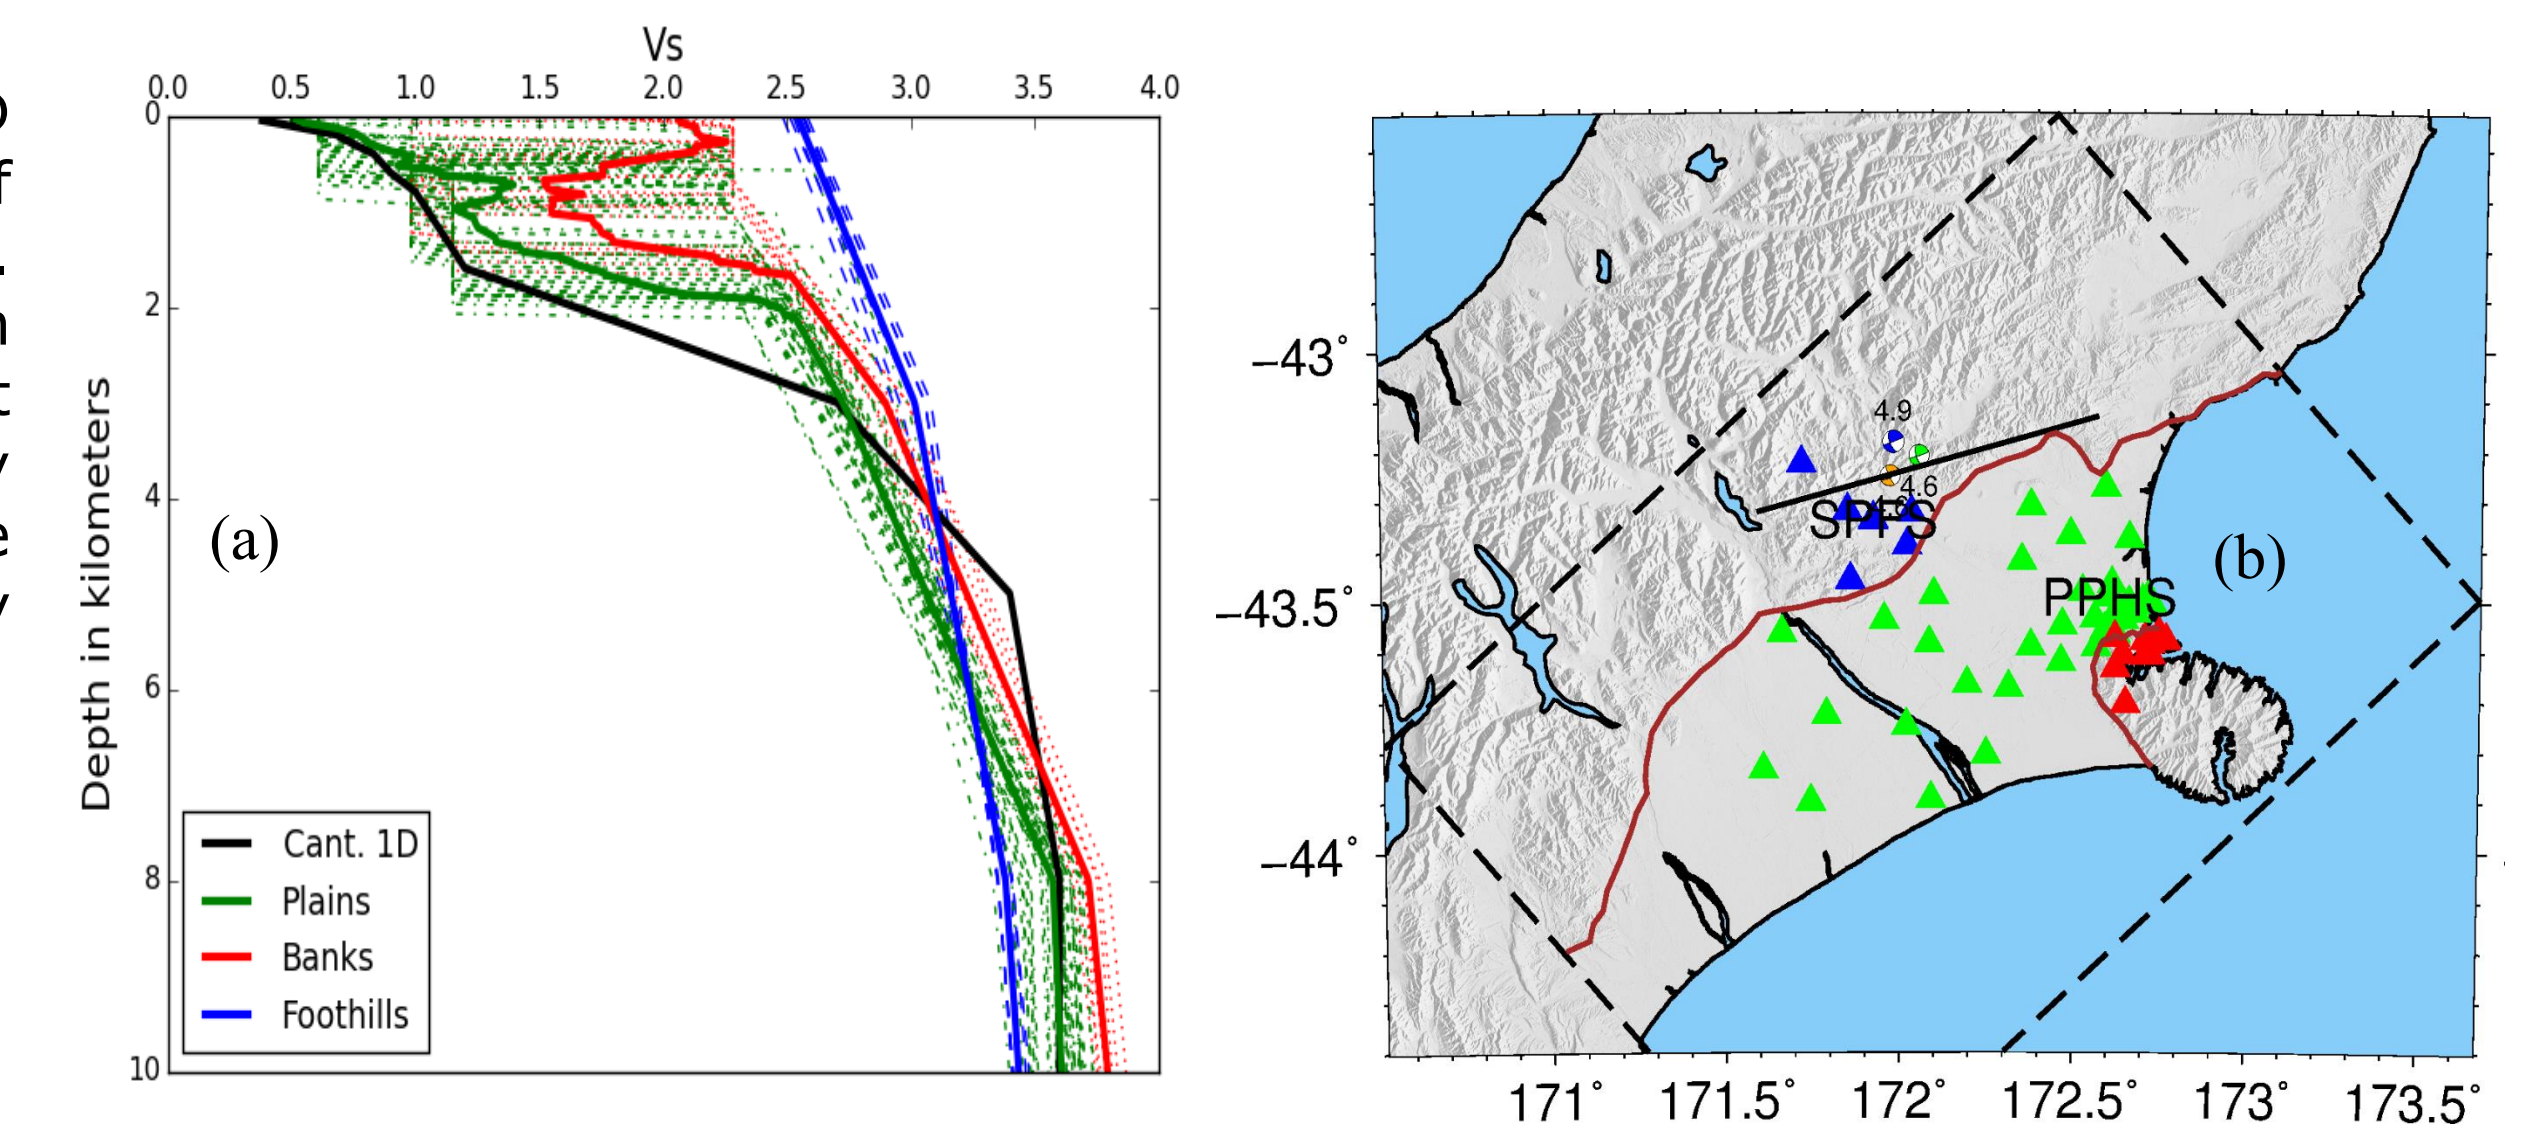 Vs
0.0 0.5 1.0 1.5 2.0 2.5 3.0 3.5 4.0
0
2
4
6
8
10
Depth in kilometers
(a)
Cant. 1D
Plains
Banks
Foothills
−43°
−43.5°
−44°
4.9
4.6
SPFS
PPHS
(b)
171° 171.5° 172° 172.5° 173° 173.5°